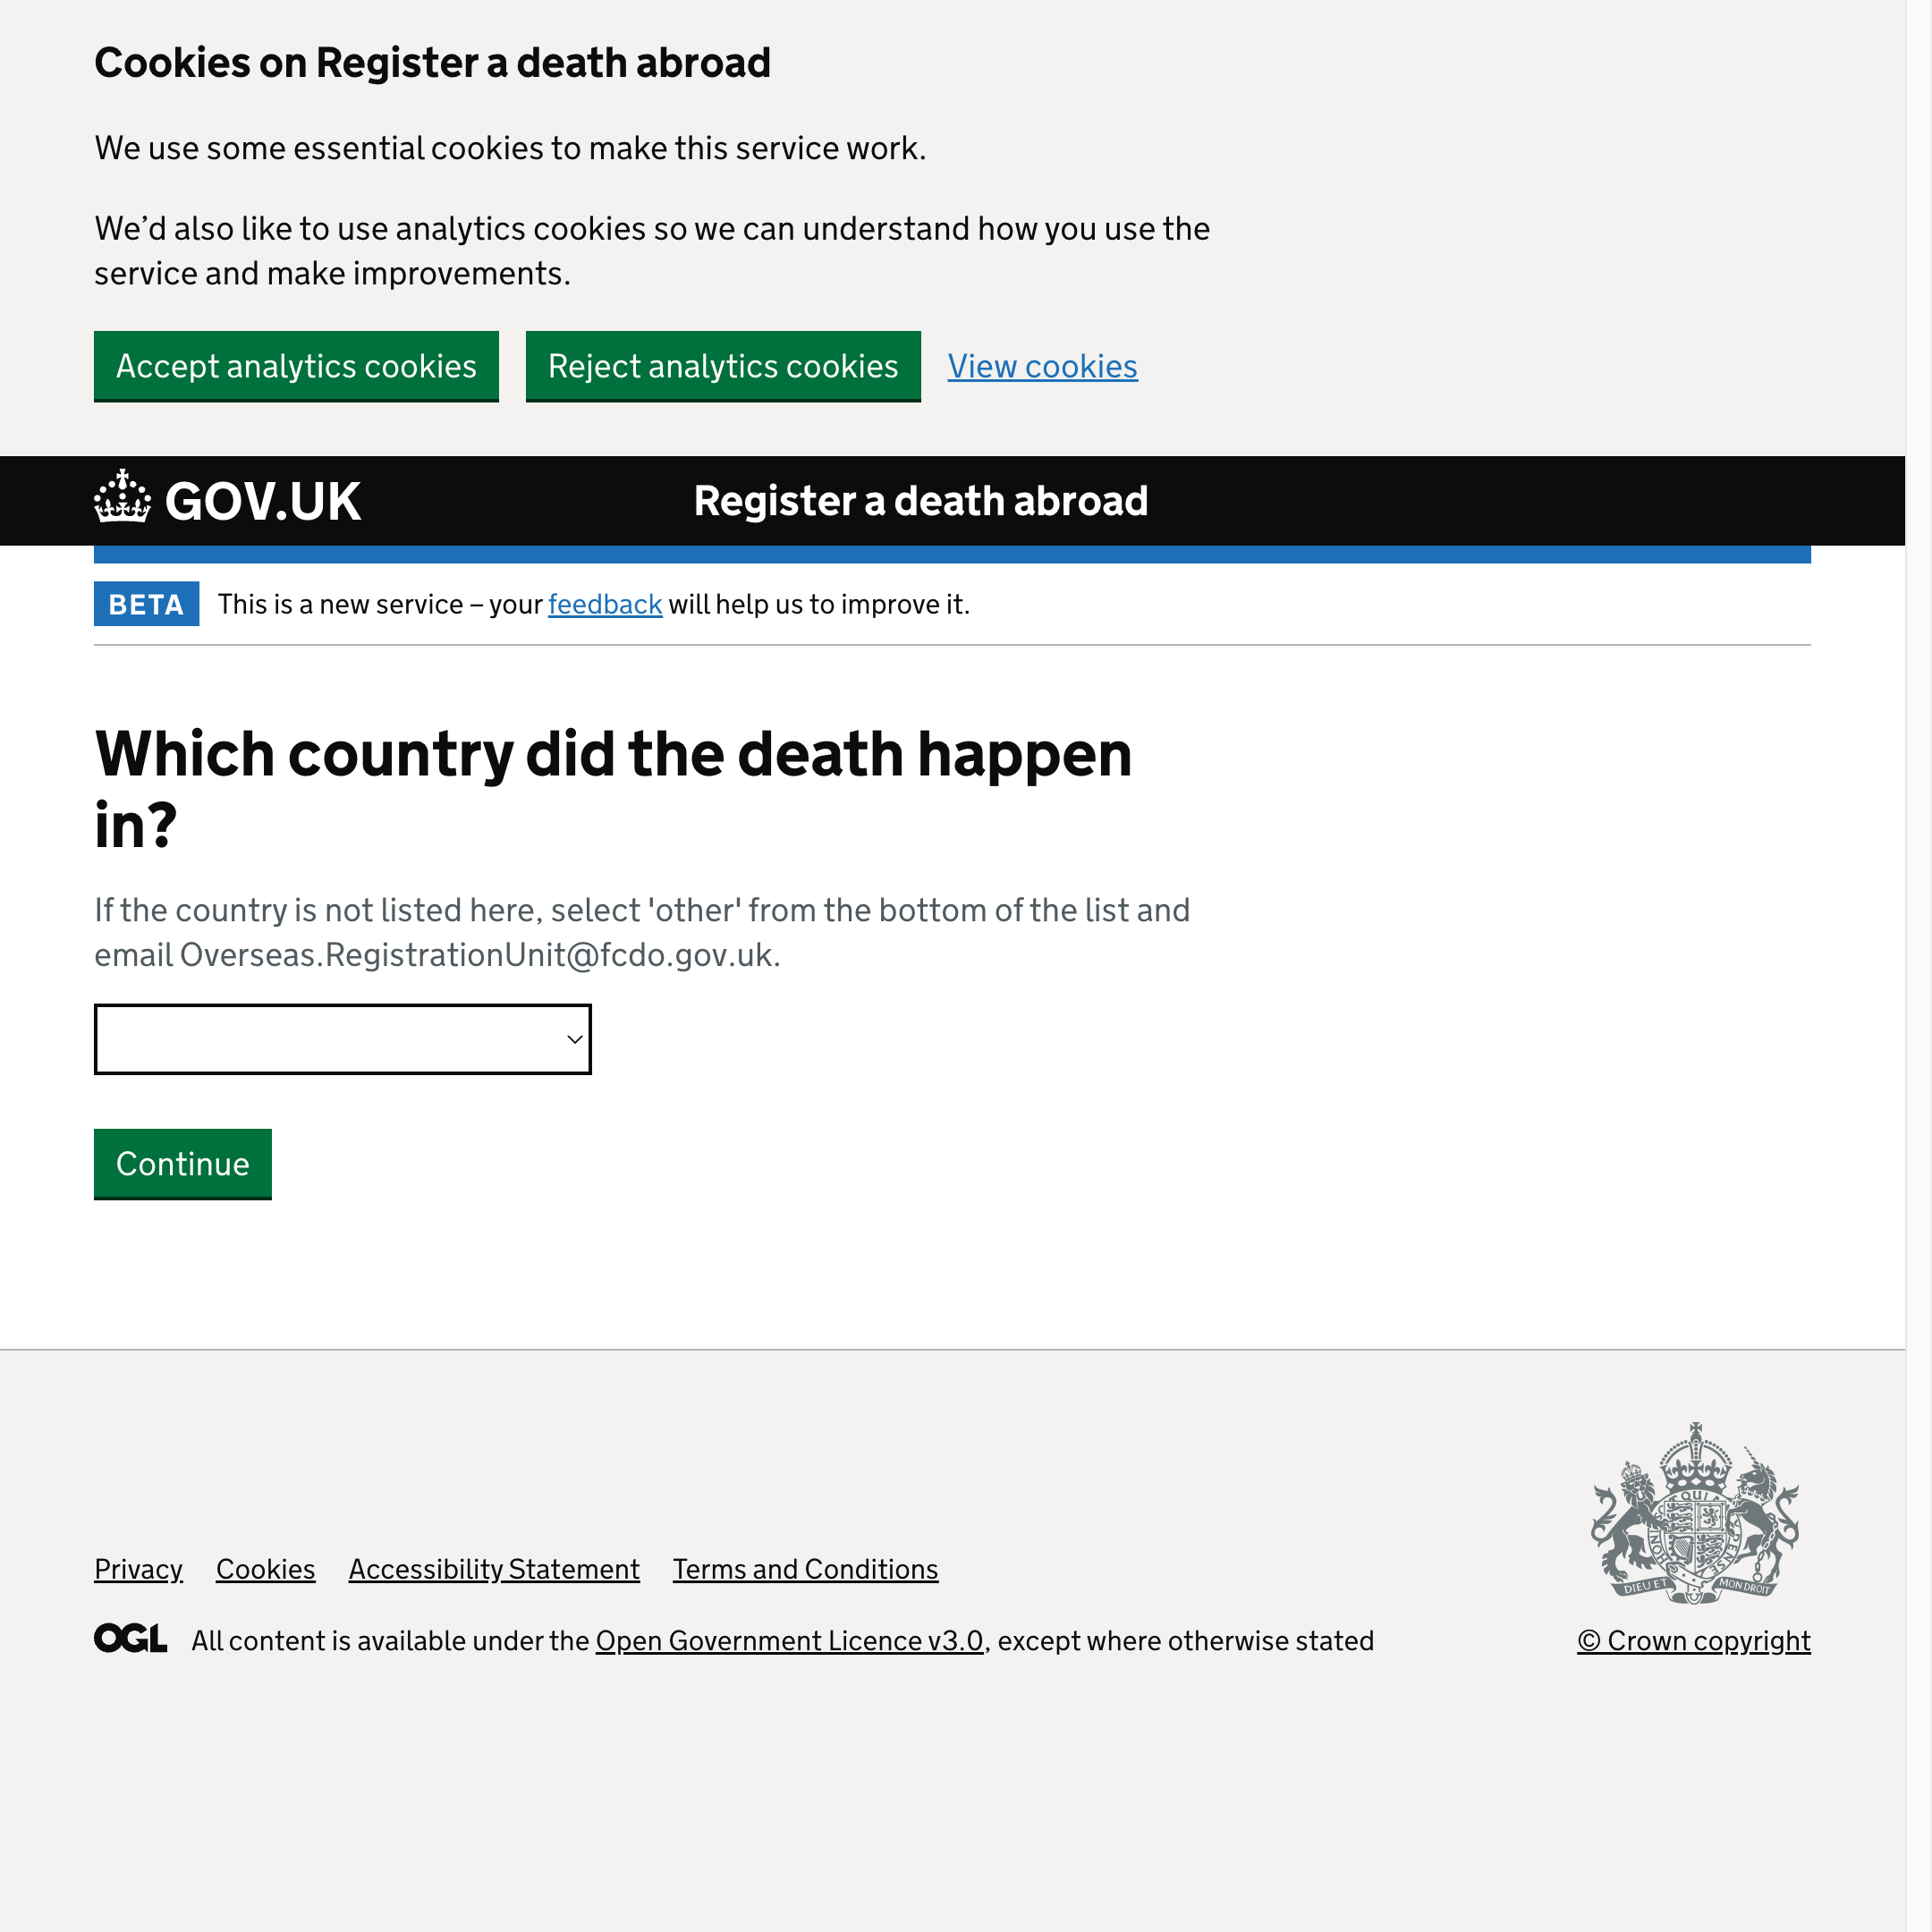 Cookies on Register a death abroad
We use some essential cookies to make this service work.
We’d also like to use analytics cookies so we can understand how you use the
service and make improvements.
Accept analytics cookies
Reject analytics cookies
View cookies
GOV.UK
Register a death abroad
BETA
This is a new service – your feedback will help us to improve it.
Which country did the death happen
in?
If the country is not listed here, select 'other' from the bottom of the list and
email Overseas.RegistrationUnit@fcdo.gov.uk.
Continue
DIEU ET MON DROIT
Privacy
Cookies
Accessibility Statement
Terms and Conditions
OGL
All content is available under the Open Government Licence v3.0, except where otherwise stated
© Crown copyright